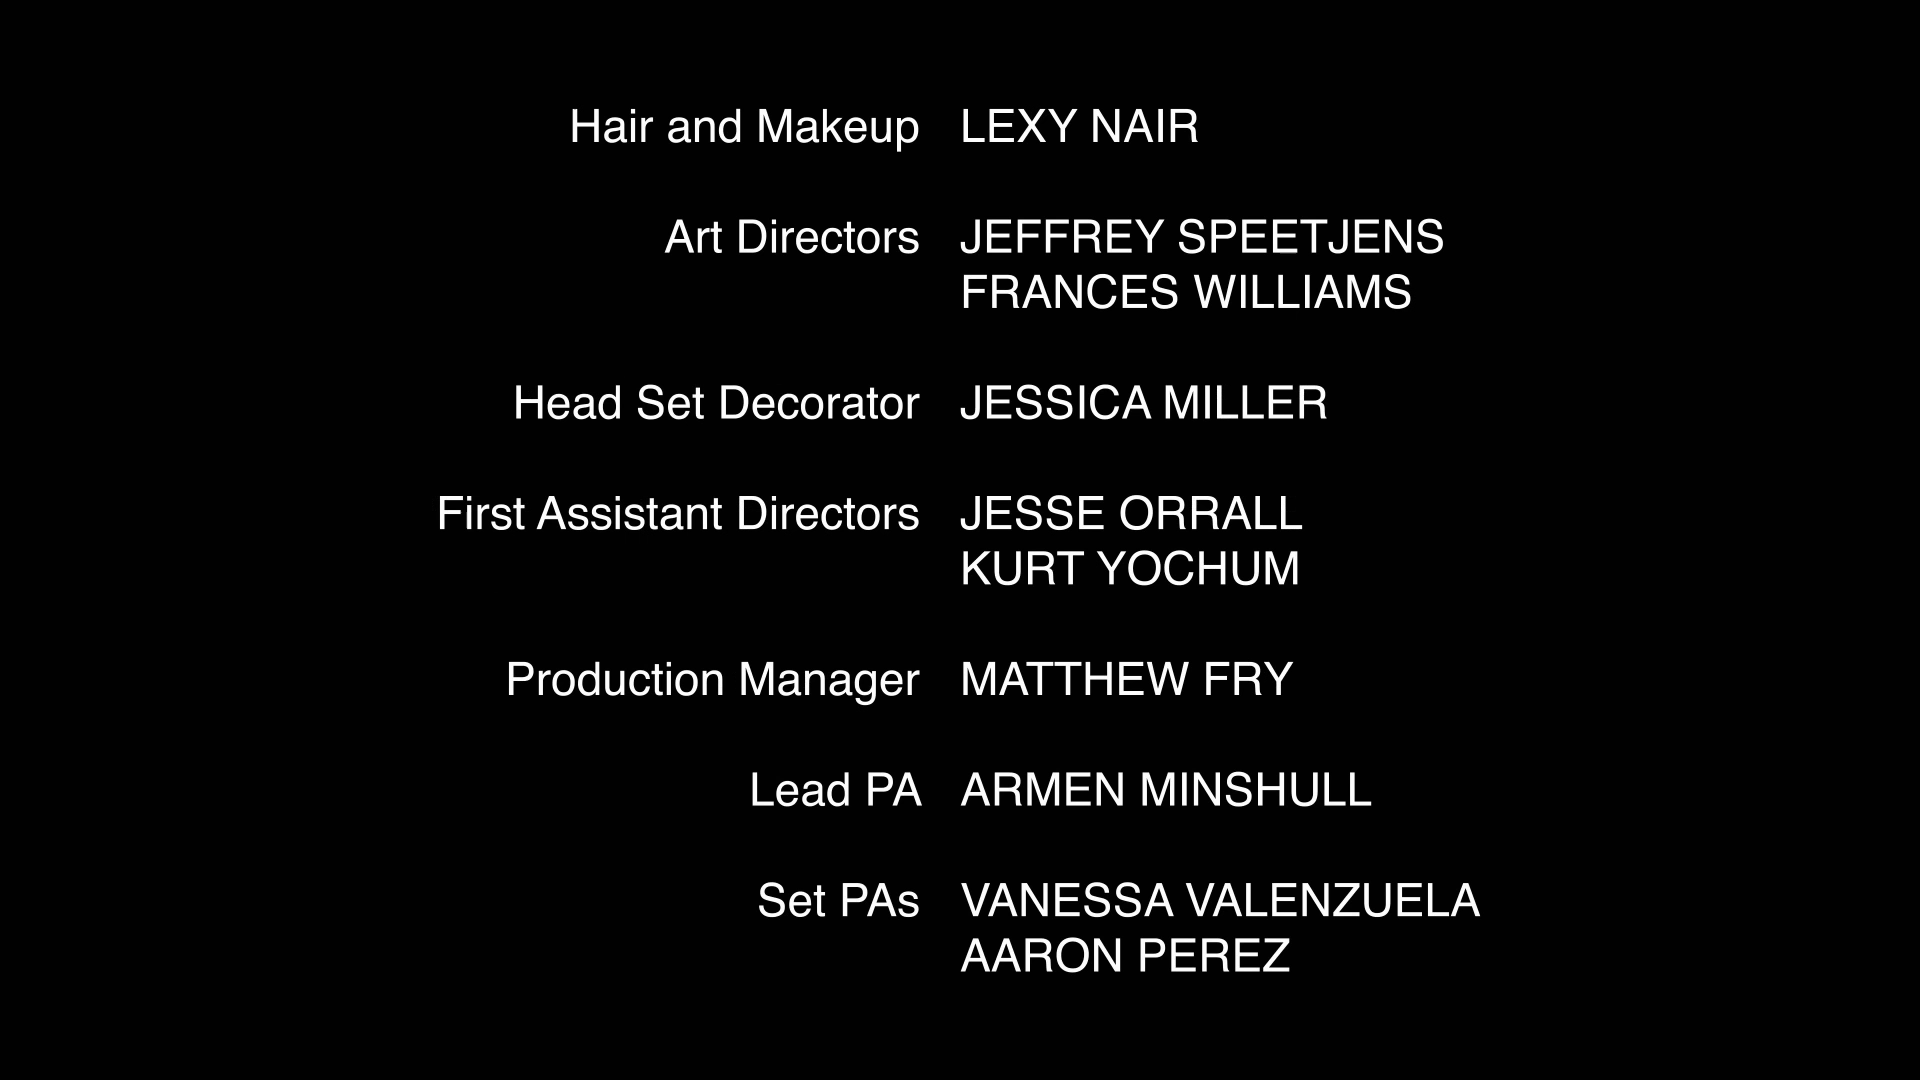 Hair and Makeup LEXY NAIR
Art Directors JEFFREY SPEETJENS
FRANCES WILLIAMS
Head Set Decorator JESSICA MILLER
First Assistant Directors JESSE ORRALL
KURT YOCHUM
Production Manager MATTHEW FRY
Lead PA ARMEN MINSHULL
Set PAs VANESSA VALENZUELA
AARON PEREZ